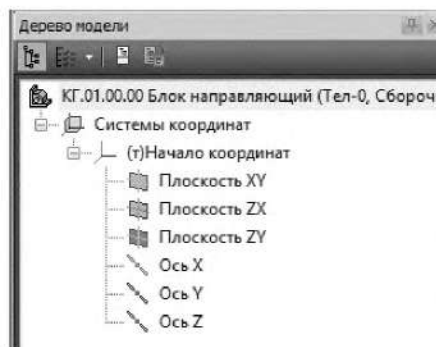 Дерево модели
КГ.01.00.00 Блок направляющий (Тел-0, Сбороч
Системы координат
(т)Начало координат
Плоскость XY
Плоскость ZX
Плоскость ZY
Ось X
Ось Y
Ось Z